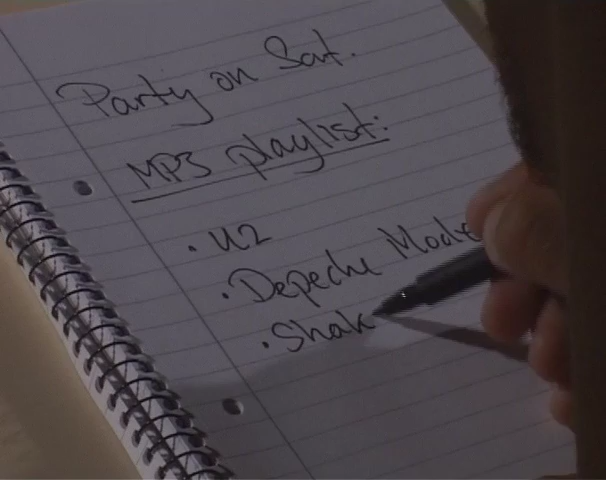 Party on Sat.
MP3 playlist:
· U2
· Depeche Mode
· Shak